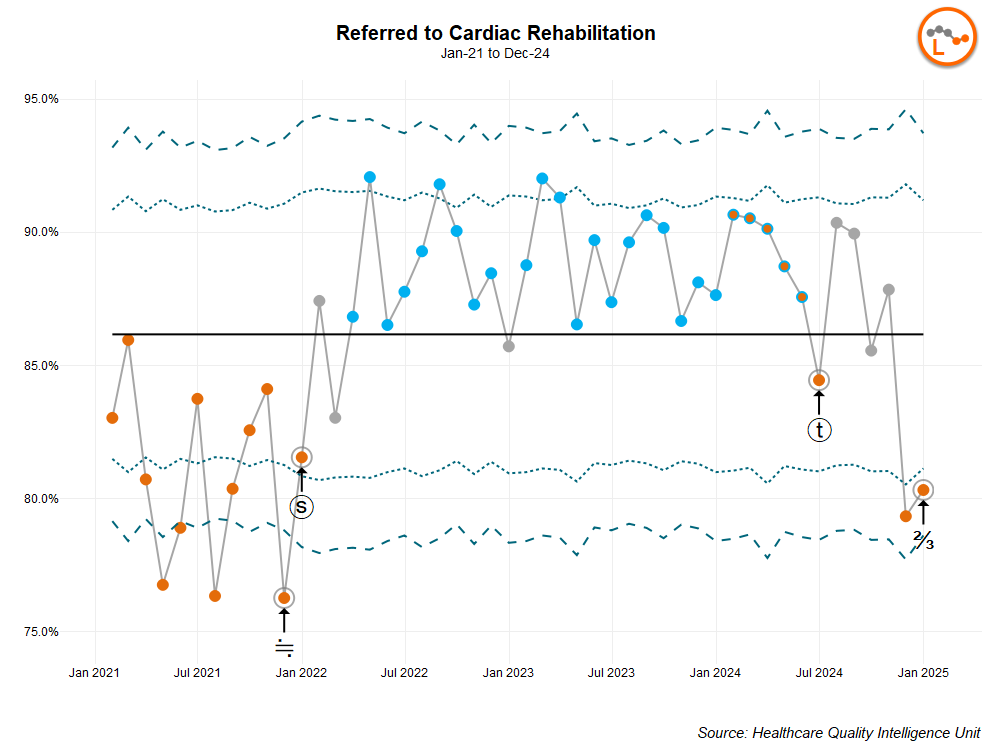 Referred to Cardiac Rehabilitation
Jan-21 to Dec-24
L
95.0%
90.0%
85.0%
80.0%
75.0%
t
s
⅔
≒
Jan 2021 Jul 2021 Jan 2022 Jul 2022 Jan 2023 Jul 2023 Jan 2024 Jul 2024 Jan 2025
Source: Healthcare Quality Intelligence Unit